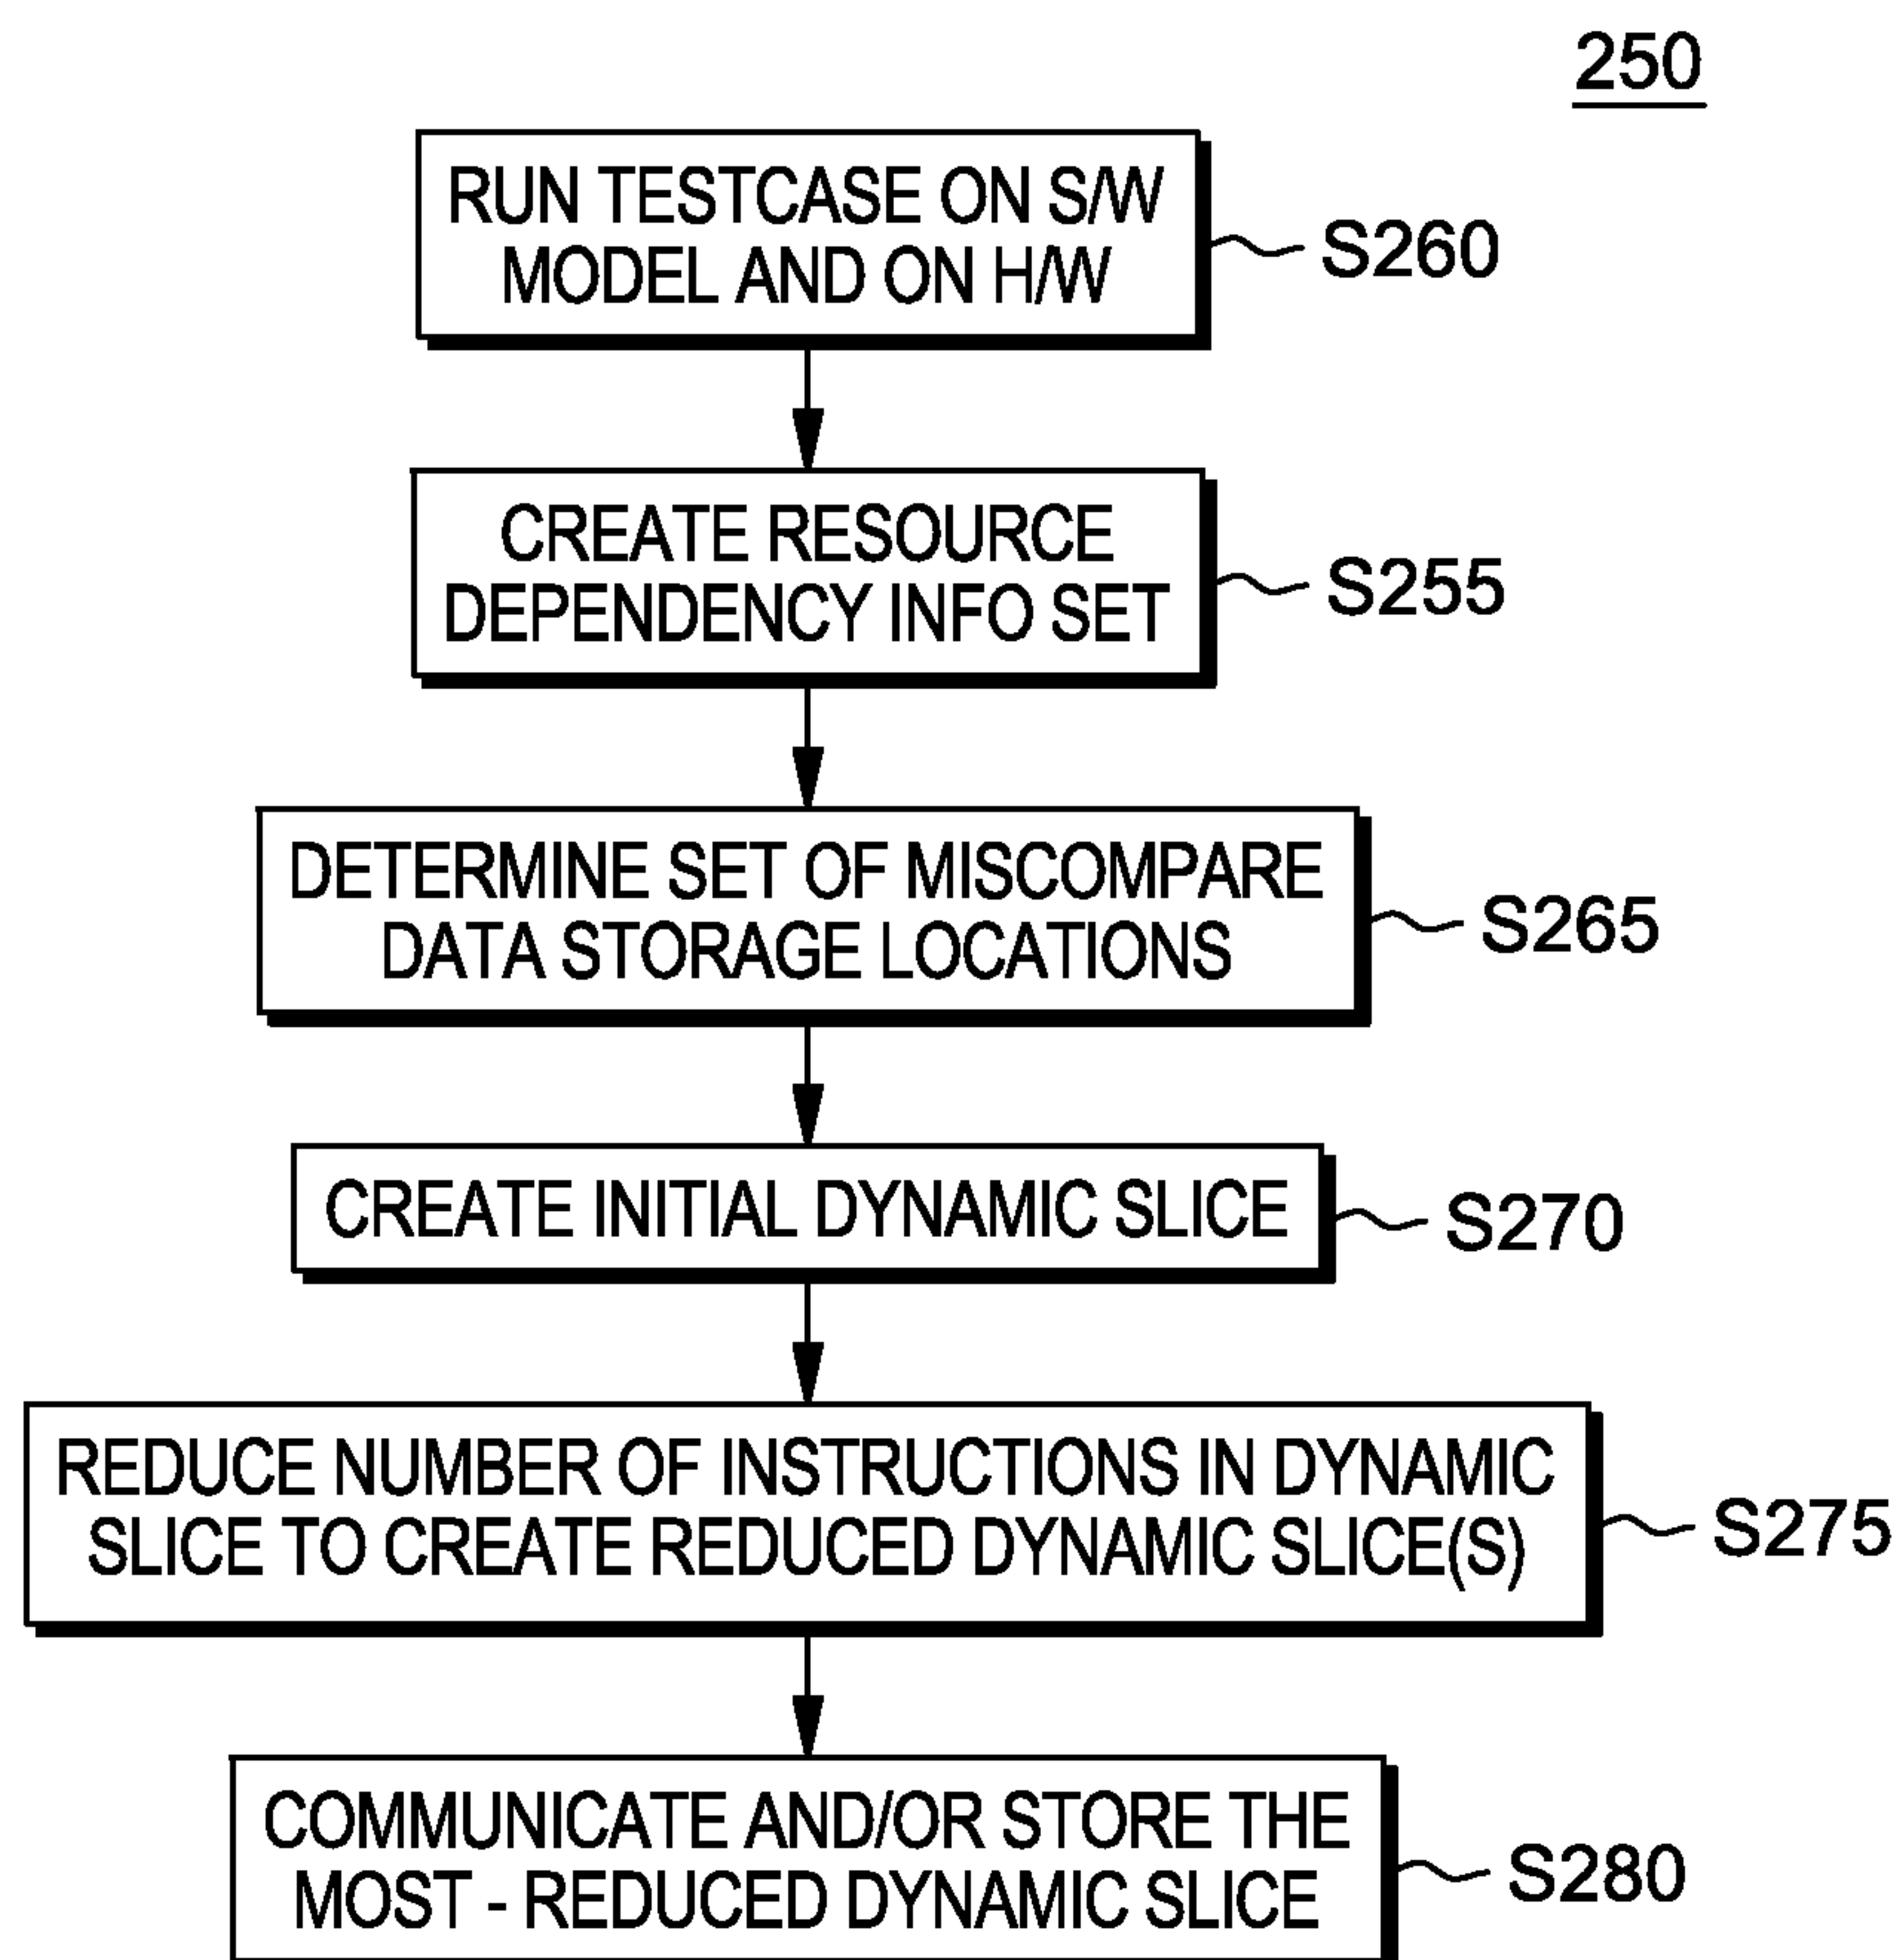 250
RUN TESTCASE ON S/W
MODEL AND ON H/W
S260
CREATE RESOURCE
DEPENDENCY INFO SET
S255
DETERMINE SET OF MISCOMPARE
DATA STORAGE LOCATIONS
S265
CREATE INITIAL DYNAMIC SLICE
S270
REDUCE NUMBER OF INSTRUCTIONS IN DYNAMIC
SLICE TO CREATE REDUCED DYNAMIC SLICE(S)
S275
COMMUNICATE AND/OR STORE THE
MOST - REDUCED DYNAMIC SLICE
S280